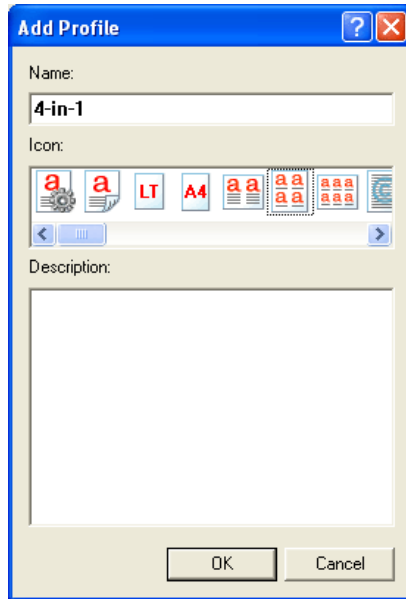 Add Profile
Name:
4-in-1
Icon:
a a LT A4 a a a a a a a
a a a a a
Description:
OK Cancel